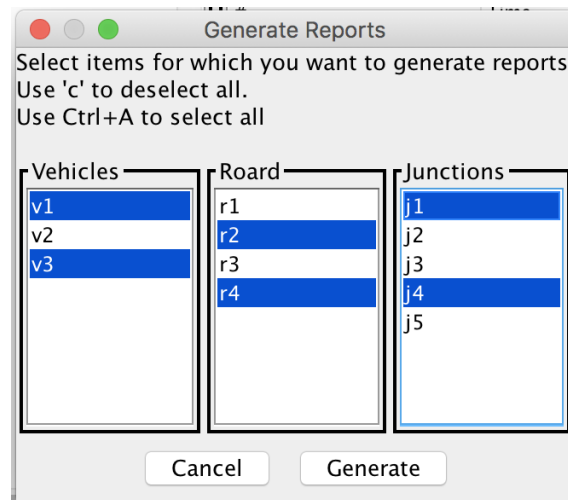 Generate Reports
Select items for which you want to generate reports
Use 'c' to deselect all.
Use Ctrl+A to select all
Vehicles
v1
v2
v3
Roard
r1
r2
r3
r4
Junctions
j1
j2
j3
j4
j5
Cancel
Generate